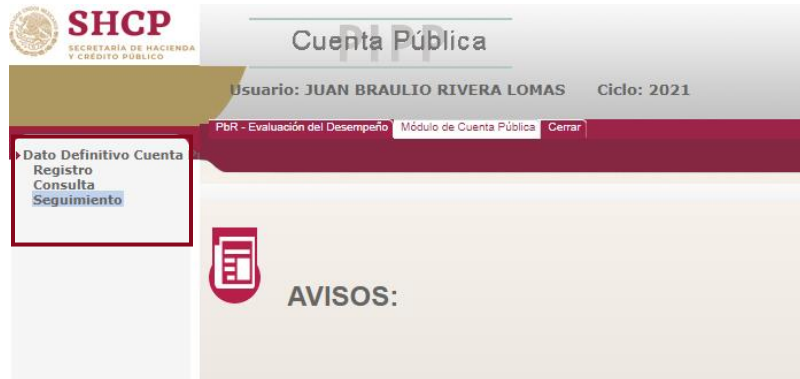 SHCP
SECRETARÍA DE HACIENDA
Y CRÉDITO PÚBLICO
PIPP
Cuenta Pública
Usuario: JUAN BRAULIO RIVERA LOMAS Ciclo: 2021
PbR - Evaluación del Desempeño Módulo de Cuenta Pública Cerrar
Dato Definitivo Cuenta
Registro
Consulta
Seguimiento
AVISOS: